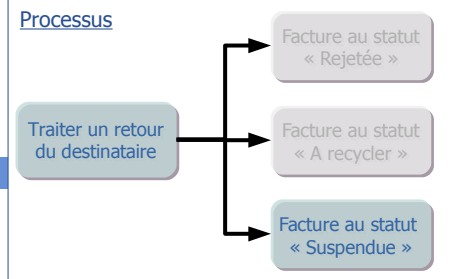 Processus
Facture au statut
« Rejetée »
Traiter un retour
du destinataire
Facture au statut
« A recycler »
Facture au statut
« Suspendue »